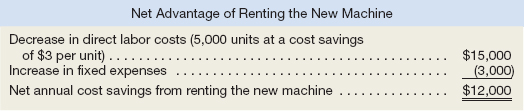 Net Advantage of Renting the New Machine
Decrease in direct labor costs (5,000 units at a cost savings
of $3 per unit) . . . . . . . . . . . . . . . . . . . . . . . . . . . . . . . . . . . . . . . . . . . . $15,000
Increase in fixed expenses . . . . . . . . . . . . . . . . . . . . . . . . . . . . . . . . . . . (3,000)
Net annual cost savings from renting the new machine . . . . . . . . . . . . . . $12,000